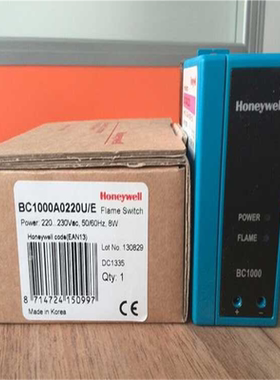 Honeywell
BC1000A0220U/E Flame Switch
Power: 220...230Vac, 50/60Hz, 8W
Honeywell code(EAN13)
Lot No. 130829
DC1335
Qty: 1
8 714724 150997
Made in Korea
CE
Honeywell
POWER
FLAME
BC1000
+ -